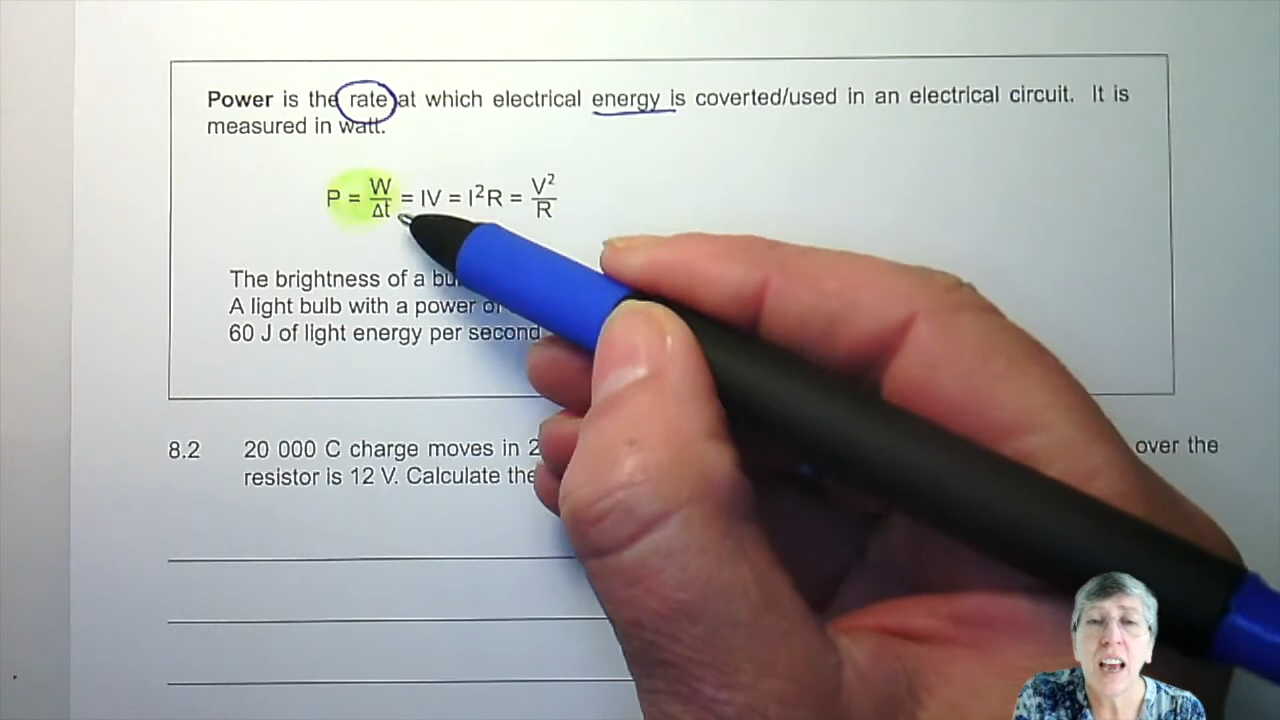 Power is the rate at which electrical energy is coverted/used in an electrical circuit. It is
measured in watt.
P = W/Δt = IV = I²R = V²/R
The brightness of a
A light bulb with a power
60 J of light energy per second
8.2 20 000 C charge moves in over the
resistor is 12 V. Calculate the